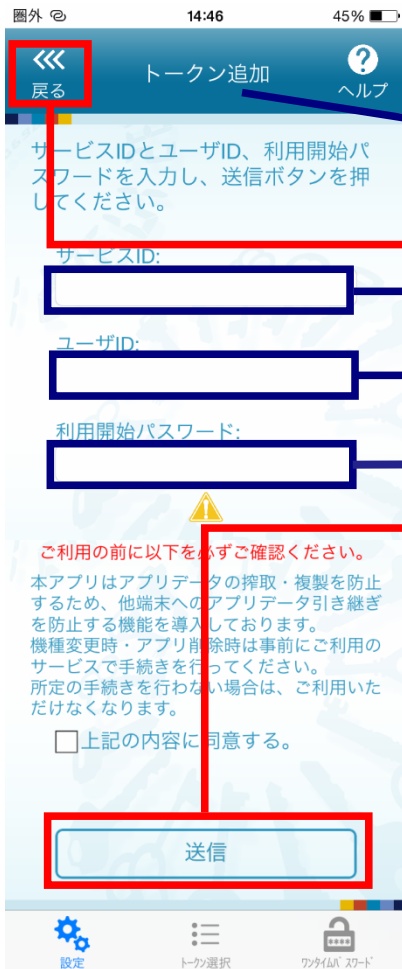 圏外 14:46 45%
戻る トークン追加 ? ヘルプ
サービスIDとユーザID、利用開始パ
スワードを入力し、送信ボタンを押
してください。
サービスID:
ユーザID:
利用開始パスワード:
ご利用の前に以下を必ずご確認ください。
本アプリはアプリデータの搾取・複製を防止
するため、他端末へのアプリデータ引き継ぎ
を防止する機能を導入しております。
機種変更時・アプリ削除時は事前にご利用の
サービスで手続きを行ってください。
所定の手続きを行わない場合は、ご利用いた
だけなくなります。
上記の内容に同意する。
送信
設定 トークン選択 ワンタイムパスワード